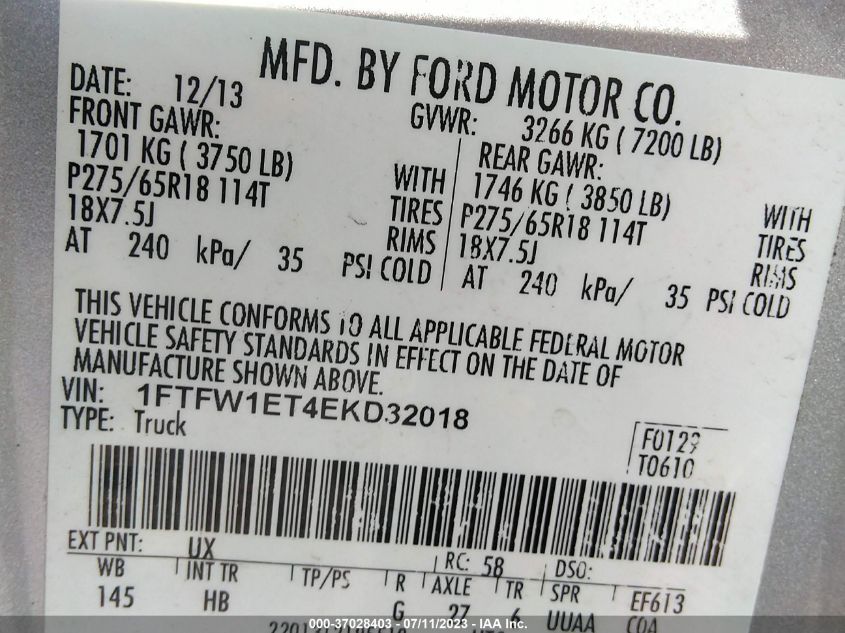 MFD. BY FORD MOTOR CO.
DATE: 12/13 GVWR: 3266 KG ( 7200 LB)
FRONT GAWR: REAR GAWR:
1701 KG ( 3750 LB) WITH 1746 KG ( 3850 LB) WITH
P275/65R18 114T TIRES P275/65R18 114T TIRES
18X7.5J RIMS 18X7.5J RIMS
AT 240 kPa/ 35 PSI COLD AT 240 kPa/ 35 PSI COLD
THIS VEHICLE CONFORMS TO ALL APPLICABLE FEDERAL MOTOR
VEHICLE SAFETY STANDARDS IN EFFECT ON THE DATE OF
MANUFACTURE SHOWN ABOVE.
VIN: 1FTFW1ET4EKD32018
TYPE: Truck
F0129
T0610
EXT PNT: UX RC: 58 DSO:
WB INT TR TP/PS R AXLE TR SPR EF613
145 HB G 27 6 UUAA C0A
000-37028403 - 07/11/2023 - IAA Inc.